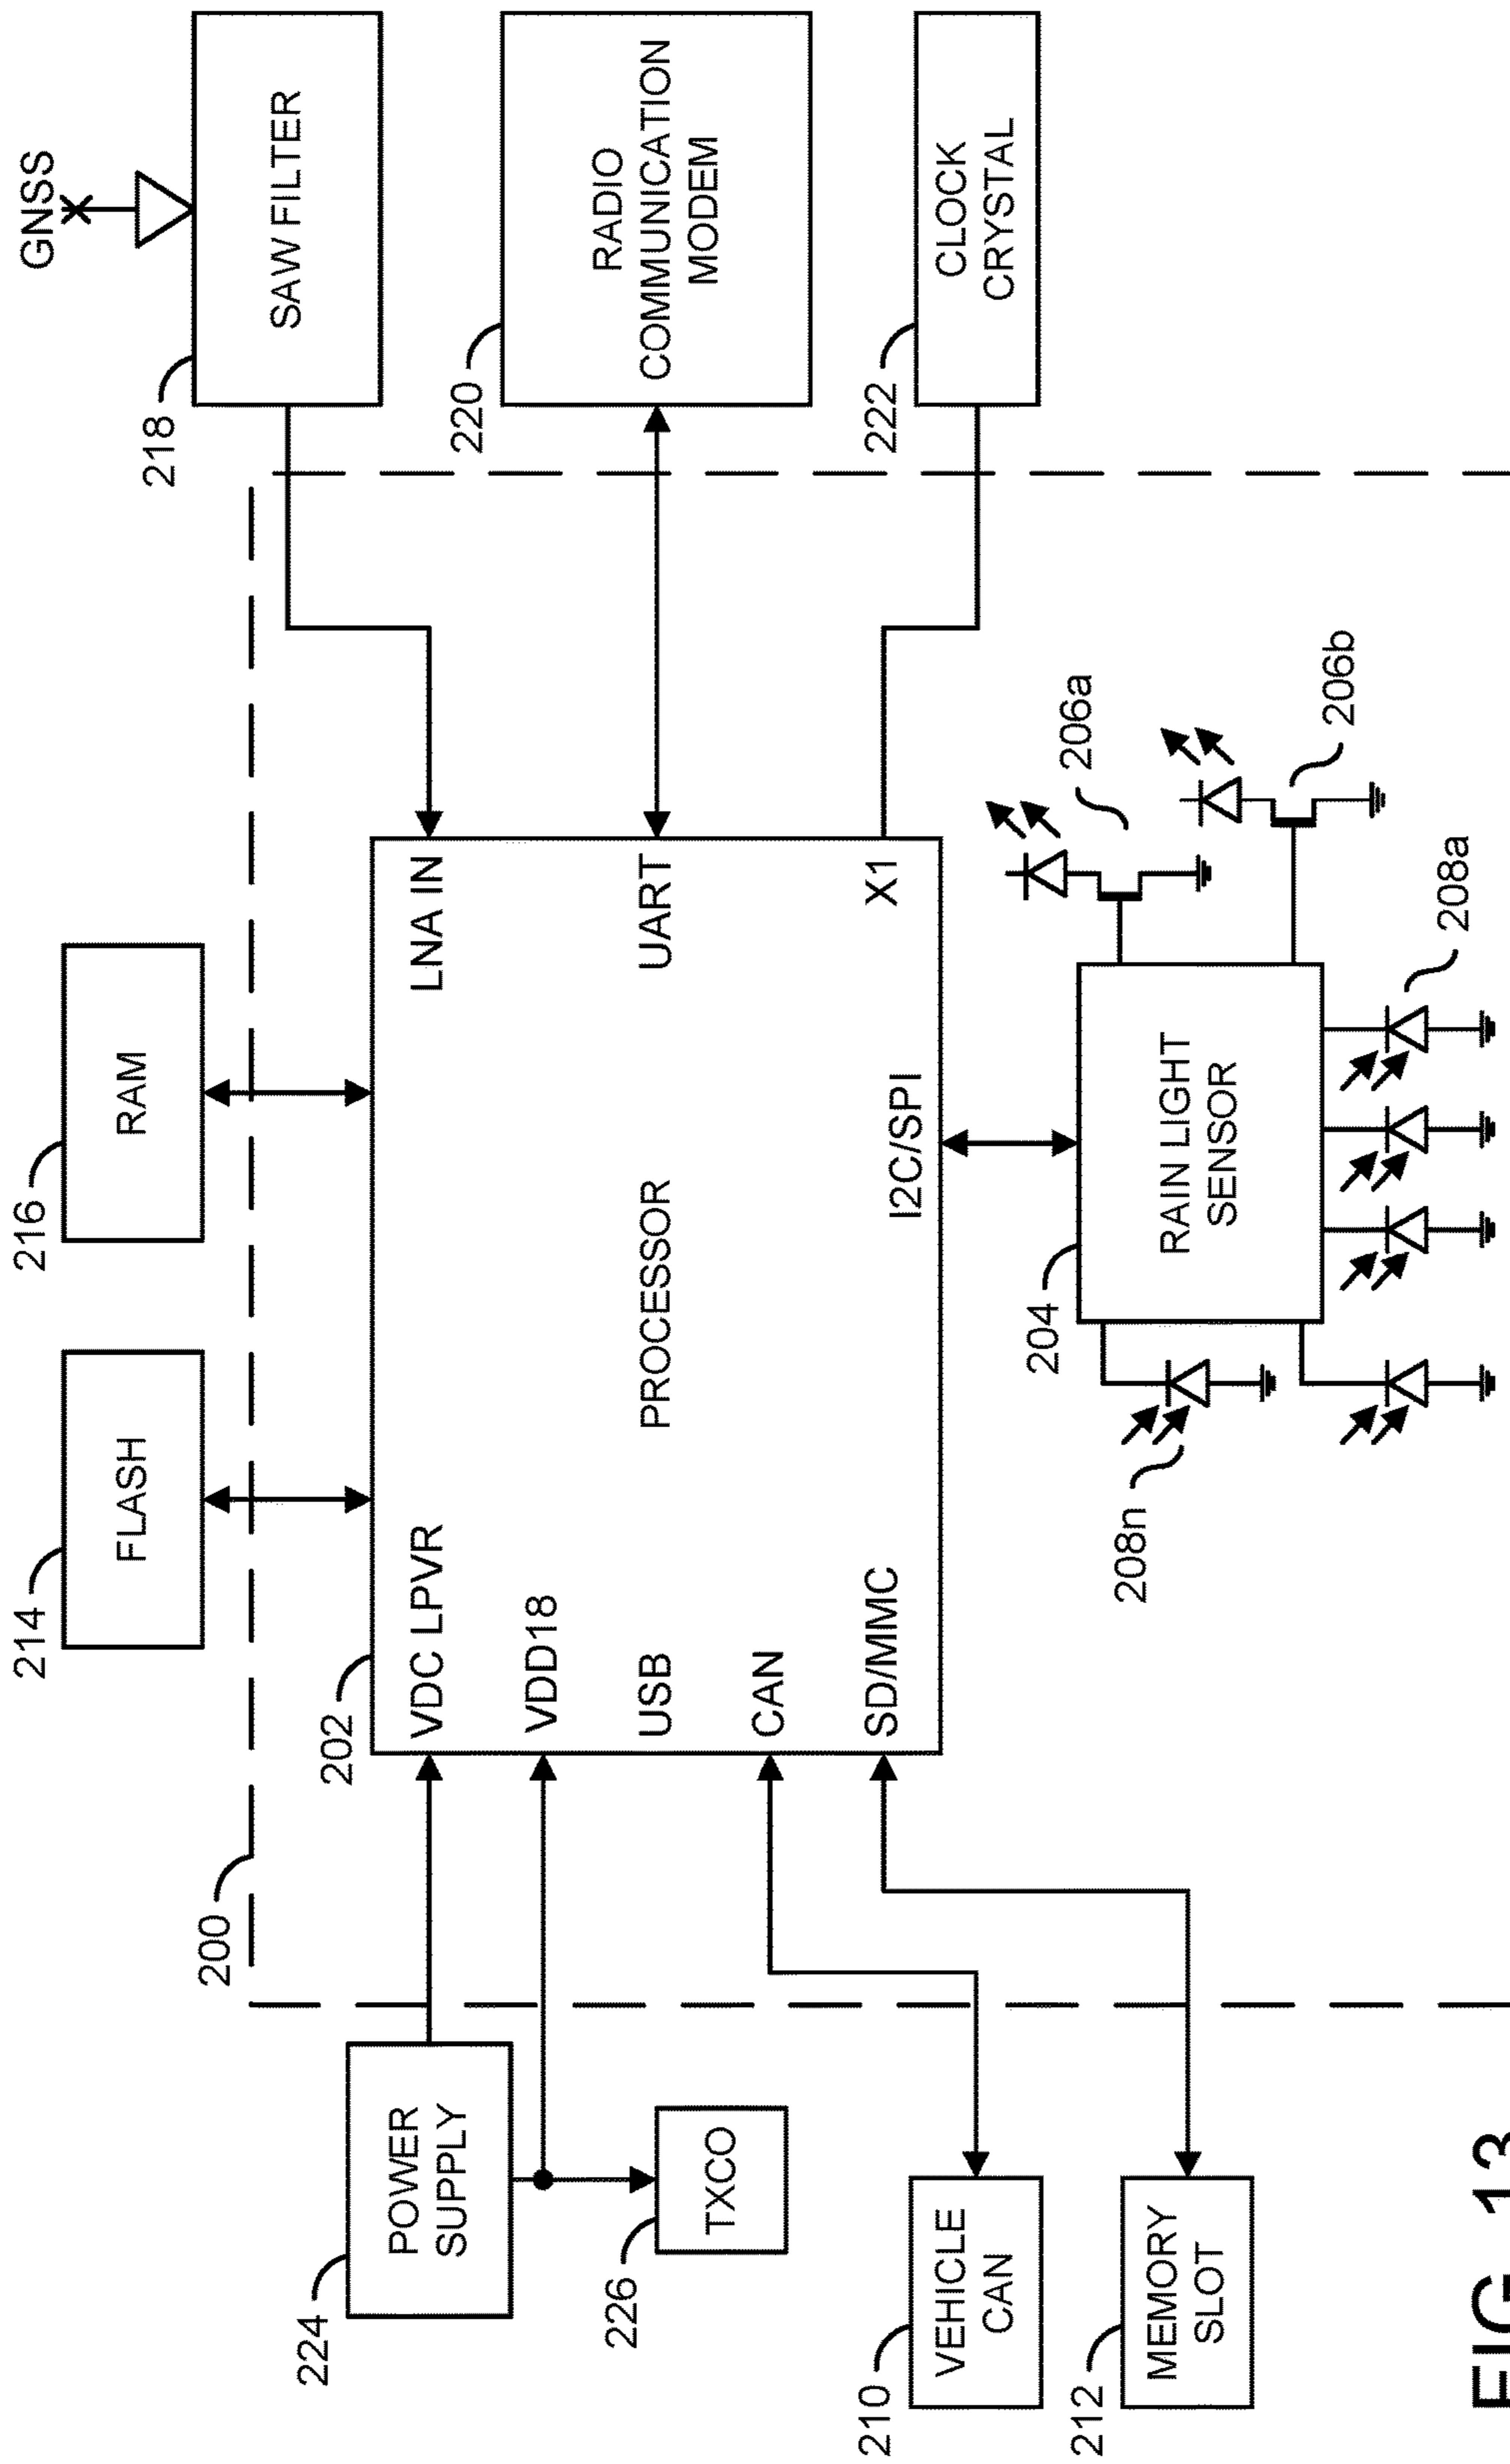 214
216
GNSS
FLASH
RAM
218
200
SAW FILTER
224
202
POWER
SUPPLY
VDC LPVR
LNA IN
220
VDD18
RADIO
COMMUNICATION
MODEM
226
USB
PROCESSOR
UART
TXCO
CAN
210
SD/MMC
I2C/SPI
X1
222
VEHICLE
CAN
CLOCK
CRYSTAL
204
206a
212
208n
MEMORY
SLOT
RAIN LIGHT
SENSOR
206b
208a
FIG 13